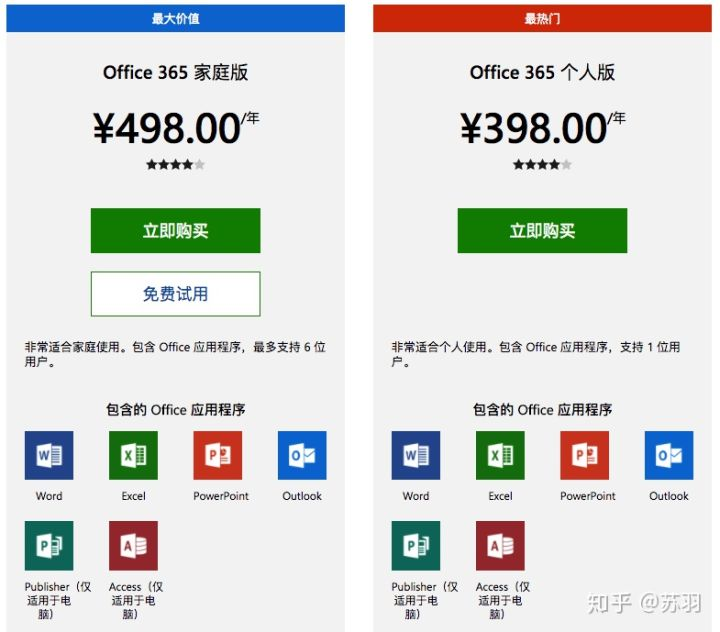 最大价值
Office 365 家庭版
¥498.00/年
立即购买
免费试用
非常适合家庭使用。包含 Office 应用程序，最多支持 6 位
用户。
包含的 Office 应用程序
W
Word
X
Excel
P
PowerPoint
O
Outlook
P
Publisher（仅
适用于电
脑）
A
Access（仅
适用于电
脑）
最热门
Office 365 个人版
¥398.00/年
立即购买
非常适合个人使用。包含 Office 应用程序，支持 1 位用
户。
包含的 Office 应用程序
W
Word
X
Excel
P
PowerPoint
O
Outlook
P
Publisher（仅
适用于电
脑）
A
Access（仅
适用于电
脑）
知乎 @苏羽